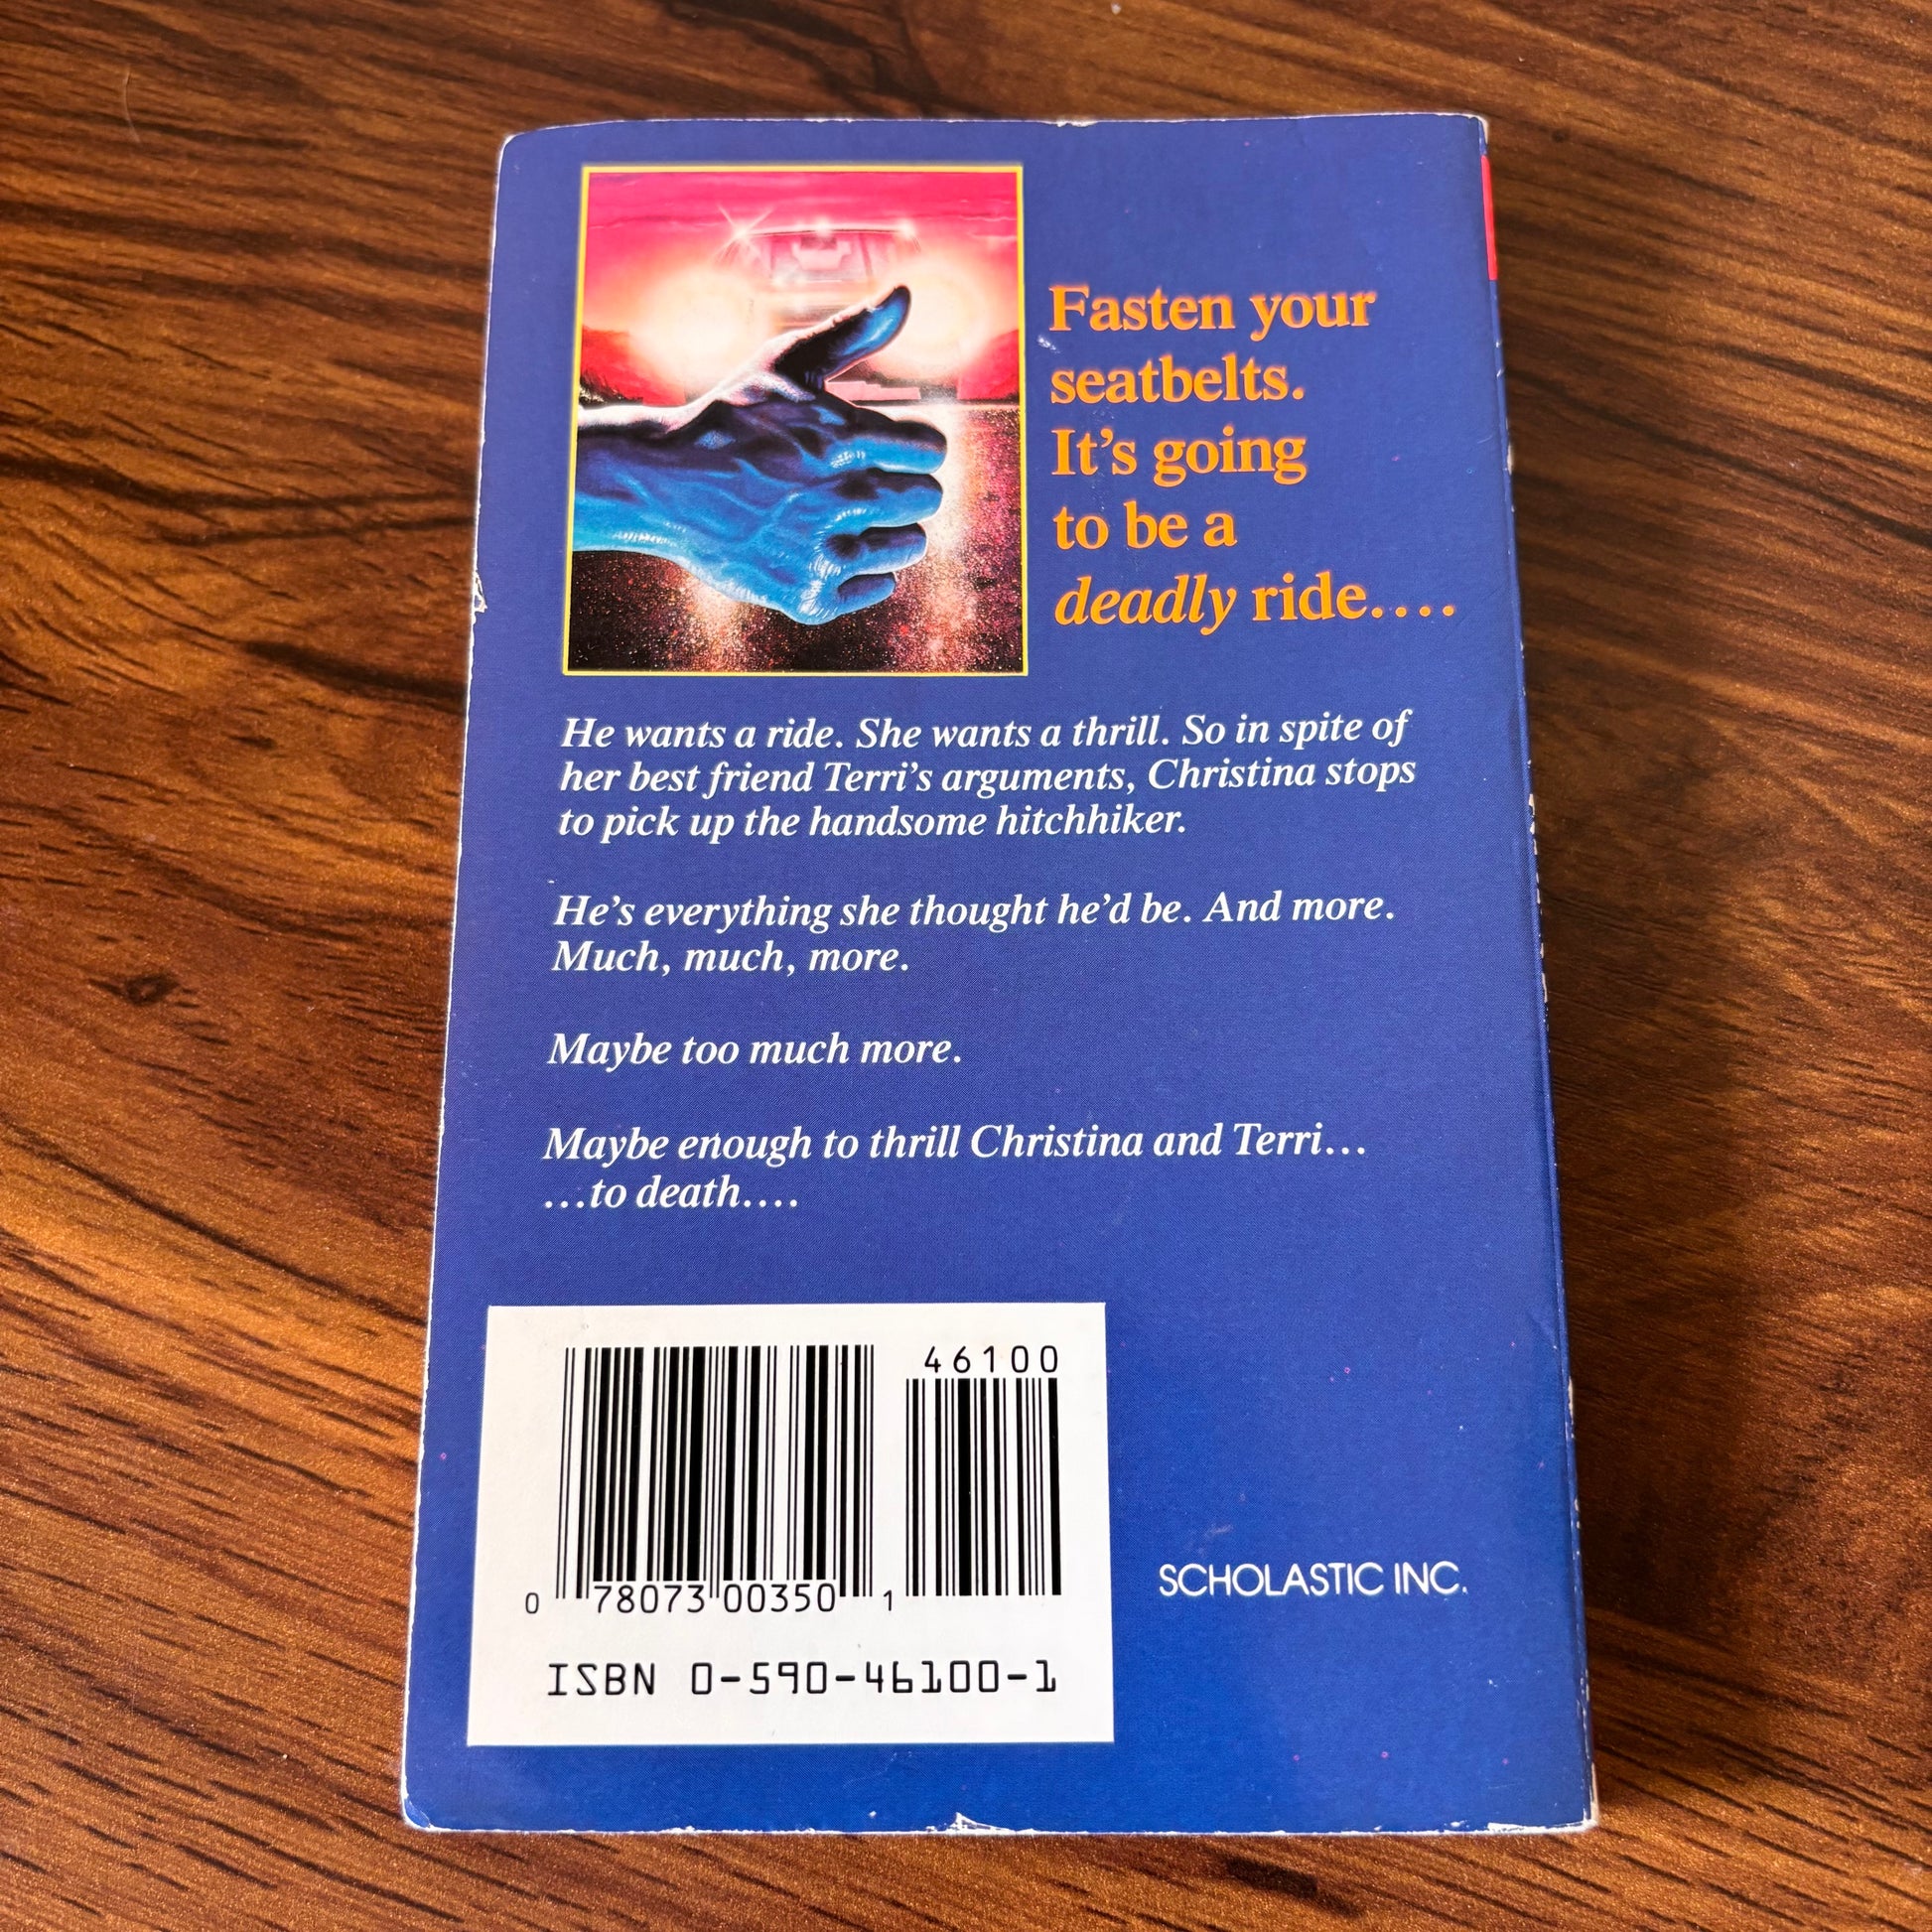 Fasten your
seatbelts.
It's going
to be a
deadly ride....
He wants a ride. She wants a thrill. So in spite of
her best friend Terri's arguments, Christina stops
to pick up the handsome hitchhiker.
He's everything she thought he'd be. And more.
Much, much, more.
Maybe too much more.
Maybe enough to thrill Christina and Terri...
...to death....
46100
0 78073 00350 1
ISBN 0-590-46100-1
SCHOLASTIC INC.